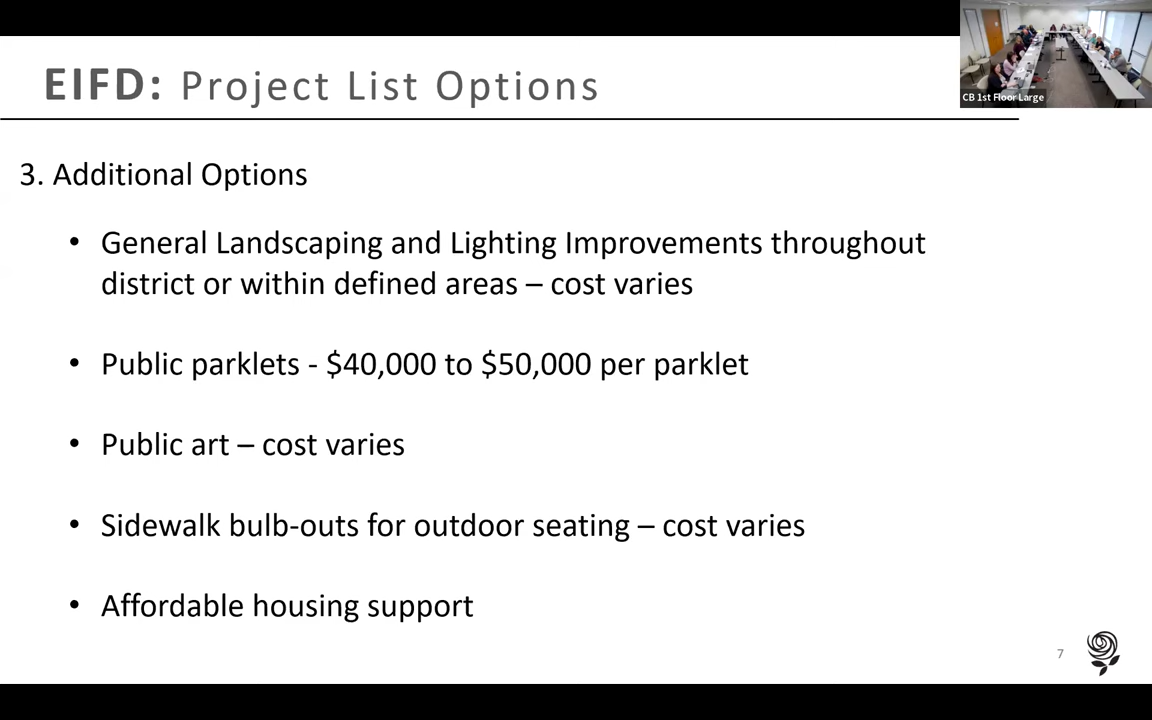 EIFD: Project List Options
CB 1st Floor Large
3. Additional Options
• General Landscaping and Lighting Improvements throughout
district or within defined areas – cost varies
• Public parklets - $40,000 to $50,000 per parklet
• Public art – cost varies
• Sidewalk bulb-outs for outdoor seating – cost varies
• Affordable housing support
7